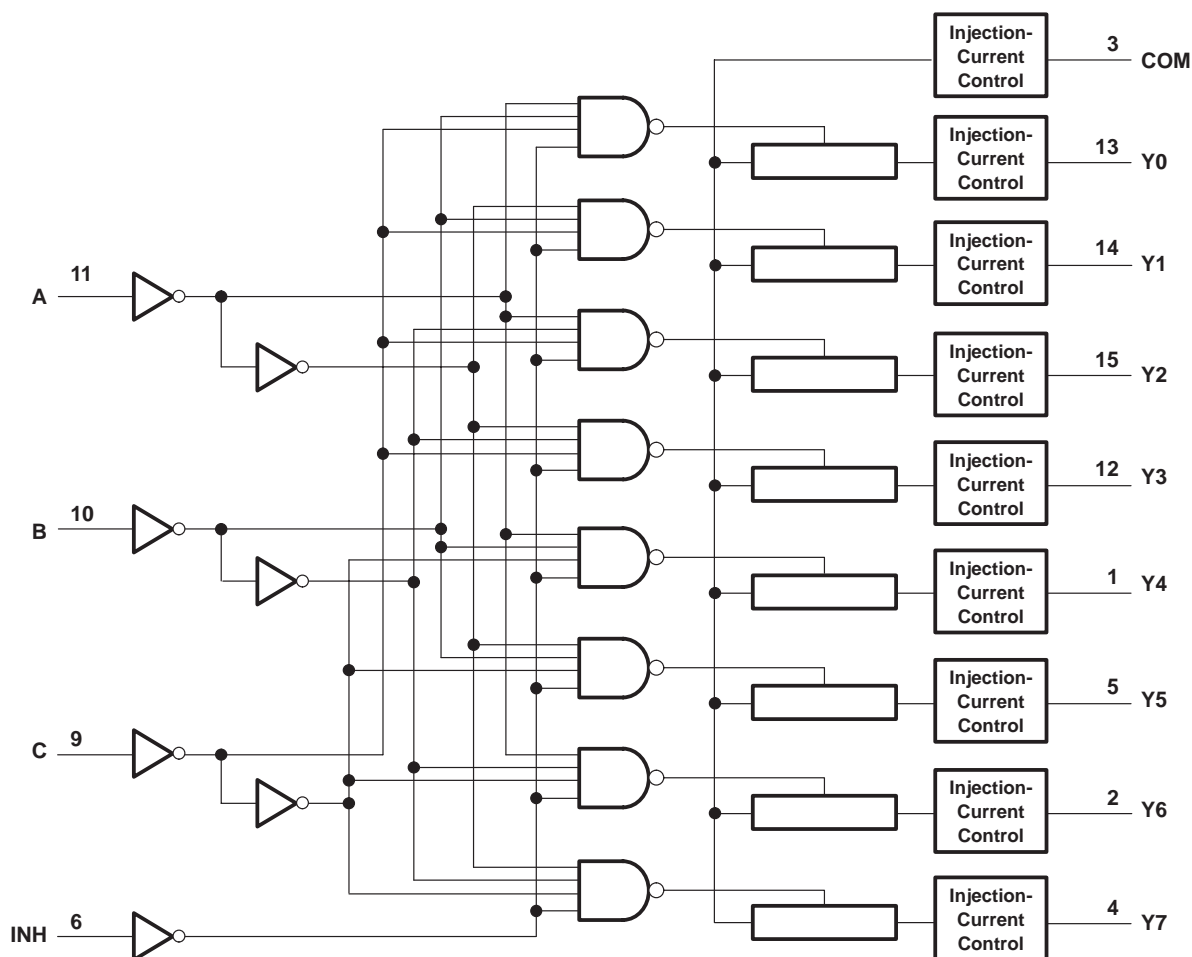 Injection-
Current
Control
3
COM
Injection-
Current
Control
13
Y0
Injection-
Current
Control
14
Y1
A
11
Injection-
Current
Control
15
Y2
Injection-
Current
Control
12
Y3
B
10
Injection-
Current
Control
1
Y4
Injection-
Current
Control
5
Y5
C
9
Injection-
Current
Control
2
Y6
Injection-
Current
Control
4
Y7
INH
6